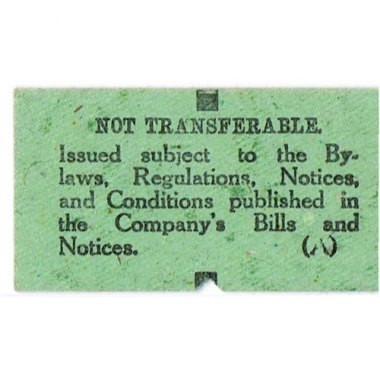 NOT TRANSFERABLE.
Issued subject to the By-
laws, Regulations, Notices,
and Conditions published in
the Company's Bills and
Notices. (A)